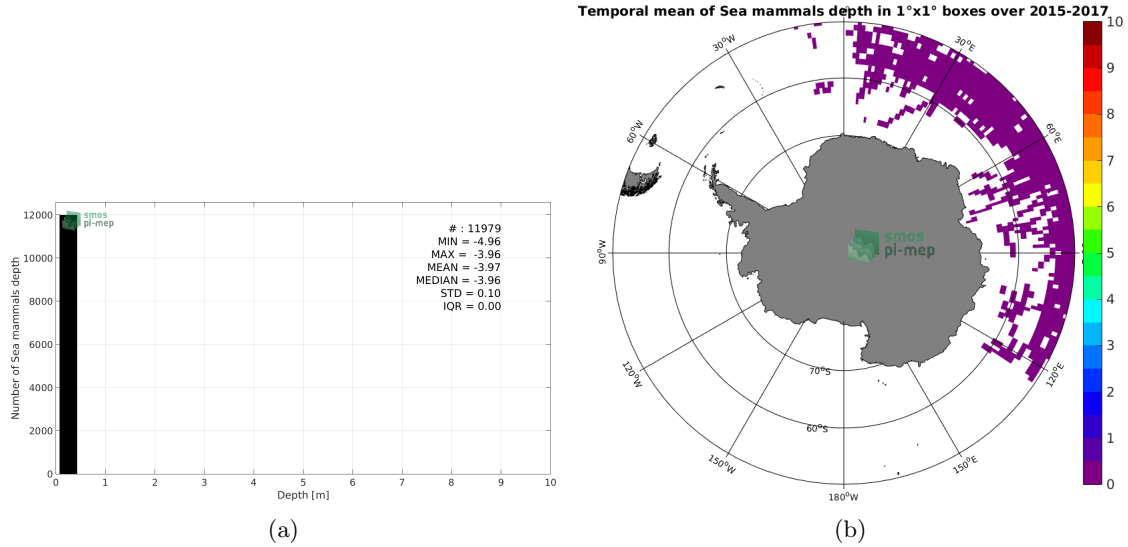 12000
10000
8000
6000
4000
2000
0
Number of Sea mammals depth
smos
pi-mep
# : 11979
MIN = -4.96
MAX = -3.96
MEAN = -3.97
MEDIAN = -3.96
STD = 0.10
IQR = 0.00
0 1 2 3 4 5 6 7 8 9 10
Depth [m]
(a)
Temporal mean of Sea mammals depth in 1°x1° boxes over 2015-2017
30°W
30°E
60°W
60°E
90°W
smos
pi-mep
120°W
120°E
70°S
60°S
150°W
150°E
180°W
10
9
8
7
6
5
4
3
2
1
0
(b)